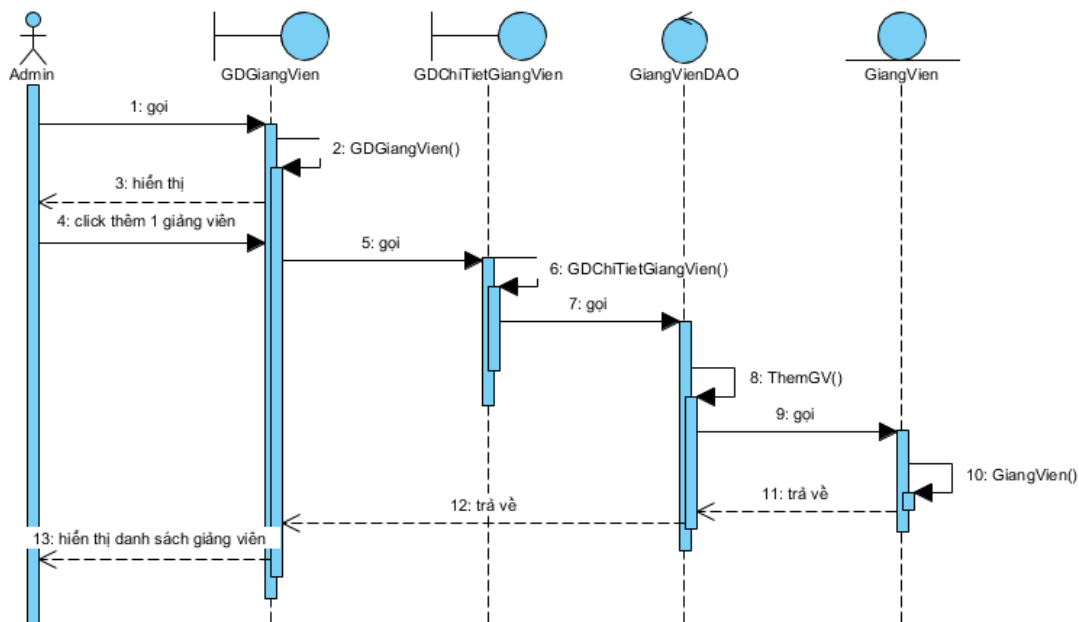 Admin
GDGiangVien
GDChiTietGiangVien
GiangVienDAO
GiangVien
1: gọi
2: GDGiangVien()
3: hiển thị
4: click thêm 1 giảng viên
5: gọi
6: GDChiTietGiangVien()
7: gọi
8: ThemGV()
9: gọi
10: GiangVien()
11: trả về
12: trả về
13: hiển thị danh sách giảng viên